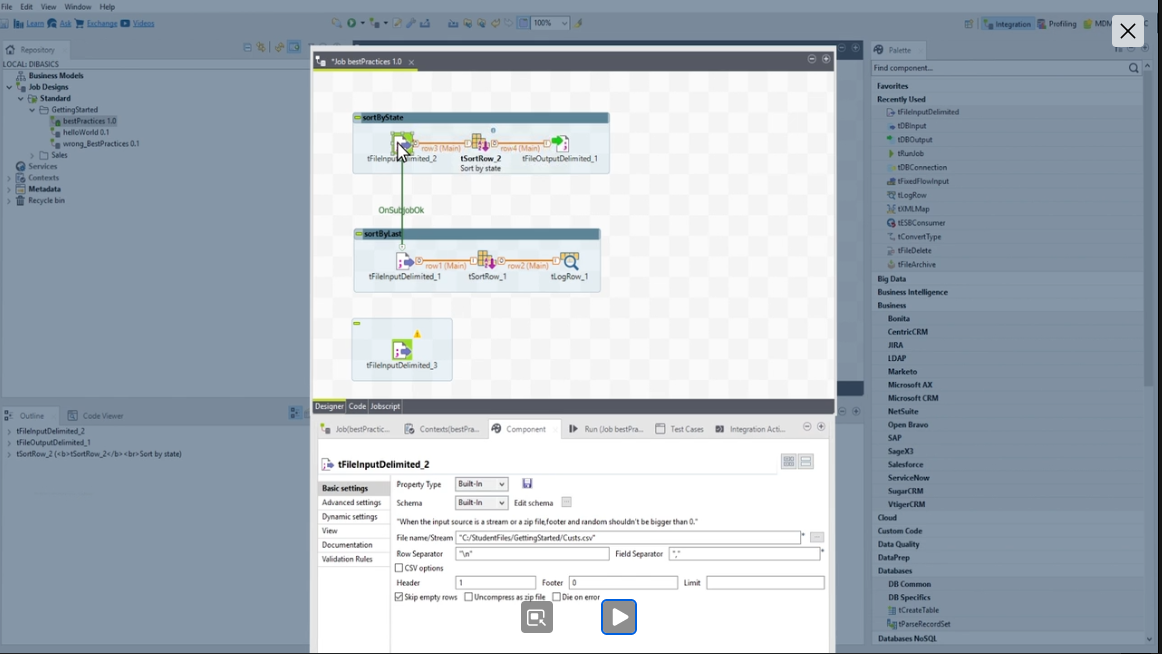 File Edit View Window Help
Learn Ask Exchange Videos
100%
Integration Profiling MDM
Repository
LOCAL: DIBASICS
Business Models
Job Designs
Standard
GettingStarted
bestPractices 1.0
helloWorld 0.1
wrong_BestPractices 0.1
Sales
Services
Contexts
Metadata
Recycle bin
Outline Code Viewer
tFileInputDelimited_2
tFileOutputDelimited_1
tSortRow_2 (<b>tSortRow_2</b> <br>Sort by state)
*Job bestPractices 1.0
sortByState
row3 (Main) row4 (Main)
tFileInputDelimited_2 tSortRow_2 tFileOutputDelimited_1
Sort by state
OnSubjobOk
sortByLast
row1 (Main) row2 (Main)
tFileInputDelimited_1 tSortRow_1 tLogRow_1
tFileInputDelimited_3
Designer Code Jobscript
Job(bestPractic... Contexts(bestPra... Component Run (Job bestPra... Test Cases Integration Acti...
tFileInputDelimited_2
Basic settings
Advanced settings
Dynamic settings
View
Documentation
Validation Rules
Property Type Built-In
Schema Built-In Edit schema ...
"When the input source is a stream or a zip file,footer and random shouldn't be bigger than 0."
File name/Stream "C:/StudentFiles/GettingStarted/Custs.csv" * ...
Row Separator "\n" Field Separator "," *
CSV options
Header 1 Footer 0 Limit
Skip empty rows Uncompress as zip file Die on error
Palette
Find component...
Favorites
Recently Used
tFileInputDelimited
tDBInput
tDBOutput
tRunJob
tDBConnection
tFixedFlowInput
tLogRow
tXMLMap
tESBConsumer
tConvertType
tFileDelete
tFileArchive
Big Data
Business Intelligence
Business
Bonita
CentricCRM
JIRA
LDAP
Marketo
Microsoft AX
Microsoft CRM
NetSuite
Open Bravo
SAP
SageX3
Salesforce
ServiceNow
SugarCRM
VtigerCRM
Cloud
Custom Code
Data Quality
DataPrep
Databases
DB Common
DB Specifics
tCreateTable
tParseRecordSet
Databases NoSQL